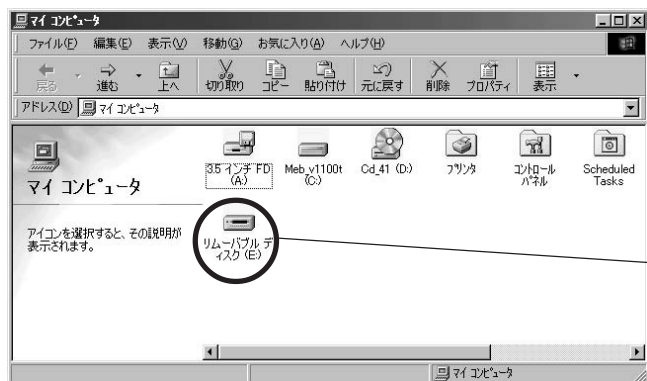 マイ コンピュータ
ファイル(F) 編集(E) 表示(V) 移動(G) お気に入り(A) ヘルプ(H)
戻る 進む 上へ 切り取り コピー 貼り付け 元に戻す 削除 プロパティ 表示
アドレス(D) マイ コンピュータ
マイ コンピュータ
アイコンを選択すると、その説明が
表示されます。
3.5 インチ FD
(A:)
Meb_v1100t
(C:)
Cd_41 (D:)
プリンタ
コントロール
パネル
Scheduled
Tasks
リムーバブル デ
ィスク (E:)
マイ コンピュータ